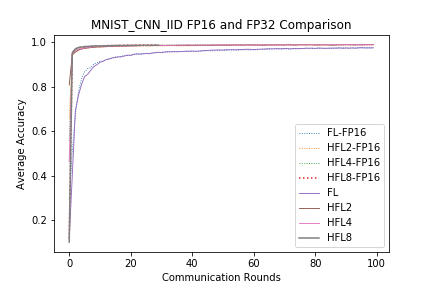 MNIST_CNN_IID FP16 and FP32 Comparison
1.0
0.8
0.6
0.4
0.2
Average Accuracy
FL-FP16
HFL2-FP16
HFL4-FP16
HFL8-FP16
FL
HFL2
HFL4
HFL8
0 20 40 60 80 100
Communication Rounds